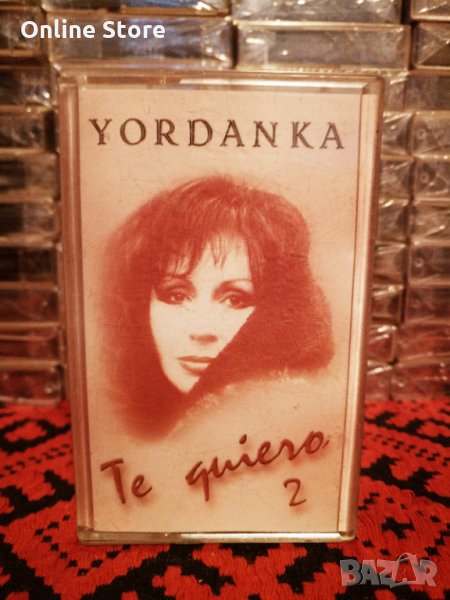 Online Store
YORDANKA
Te quiero
2
BAZAR